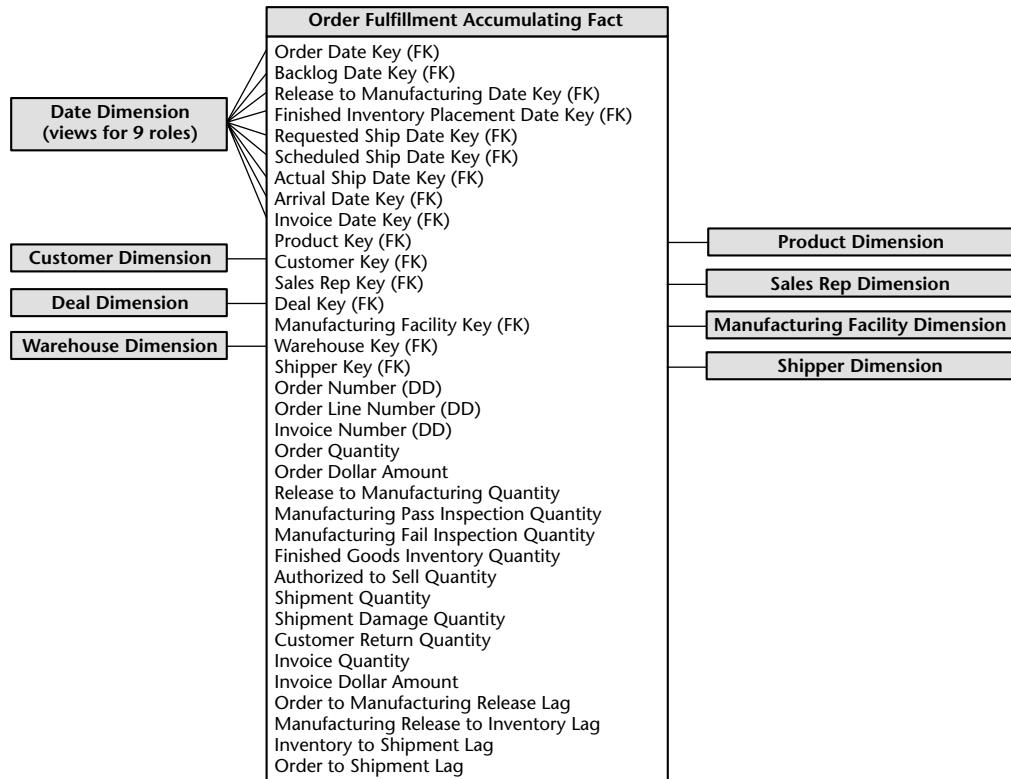 Order Fulfillment Accumulating Fact
Order Date Key (FK)
Backlog Date Key (FK)
Release to Manufacturing Date Key (FK)
Finished Inventory Placement Date Key (FK)
Requested Ship Date Key (FK)
Scheduled Ship Date Key (FK)
Actual Ship Date Key (FK)
Arrival Date Key (FK)
Invoice Date Key (FK)
Product Key (FK)
Customer Key (FK)
Sales Rep Key (FK)
Deal Key (FK)
Manufacturing Facility Key (FK)
Warehouse Key (FK)
Shipper Key (FK)
Order Number (DD)
Order Line Number (DD)
Invoice Number (DD)
Order Quantity
Order Dollar Amount
Release to Manufacturing Quantity
Manufacturing Pass Inspection Quantity
Manufacturing Fail Inspection Quantity
Finished Goods Inventory Quantity
Authorized to Sell Quantity
Shipment Quantity
Shipment Damage Quantity
Customer Return Quantity
Invoice Quantity
Invoice Dollar Amount
Order to Manufacturing Release Lag
Manufacturing Release to Inventory Lag
Inventory to Shipment Lag
Order to Shipment Lag
Date Dimension
(views for 9 roles)
Customer Dimension
Deal Dimension
Warehouse Dimension
Product Dimension
Sales Rep Dimension
Manufacturing Facility Dimension
Shipper Dimension